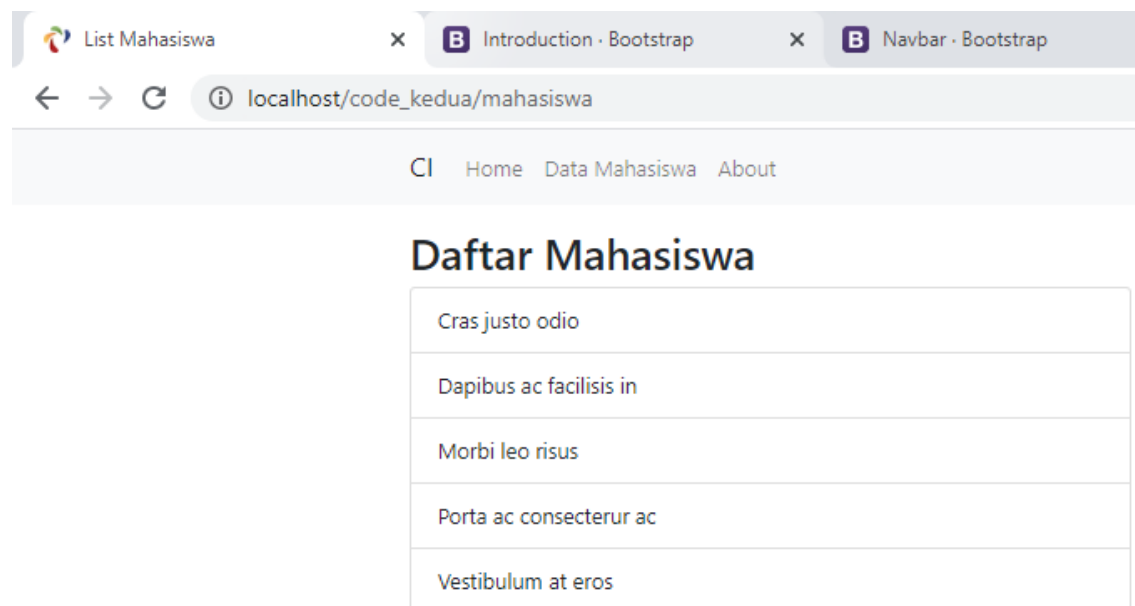 List Mahasiswa
Introduction · Bootstrap
Navbar · Bootstrap
localhost/code_kedua/mahasiswa
CI Home Data Mahasiswa About
Daftar Mahasiswa
Cras justo odio
Dapibus ac facilisis in
Morbi leo risus
Porta ac consecterur ac
Vestibulum at eros